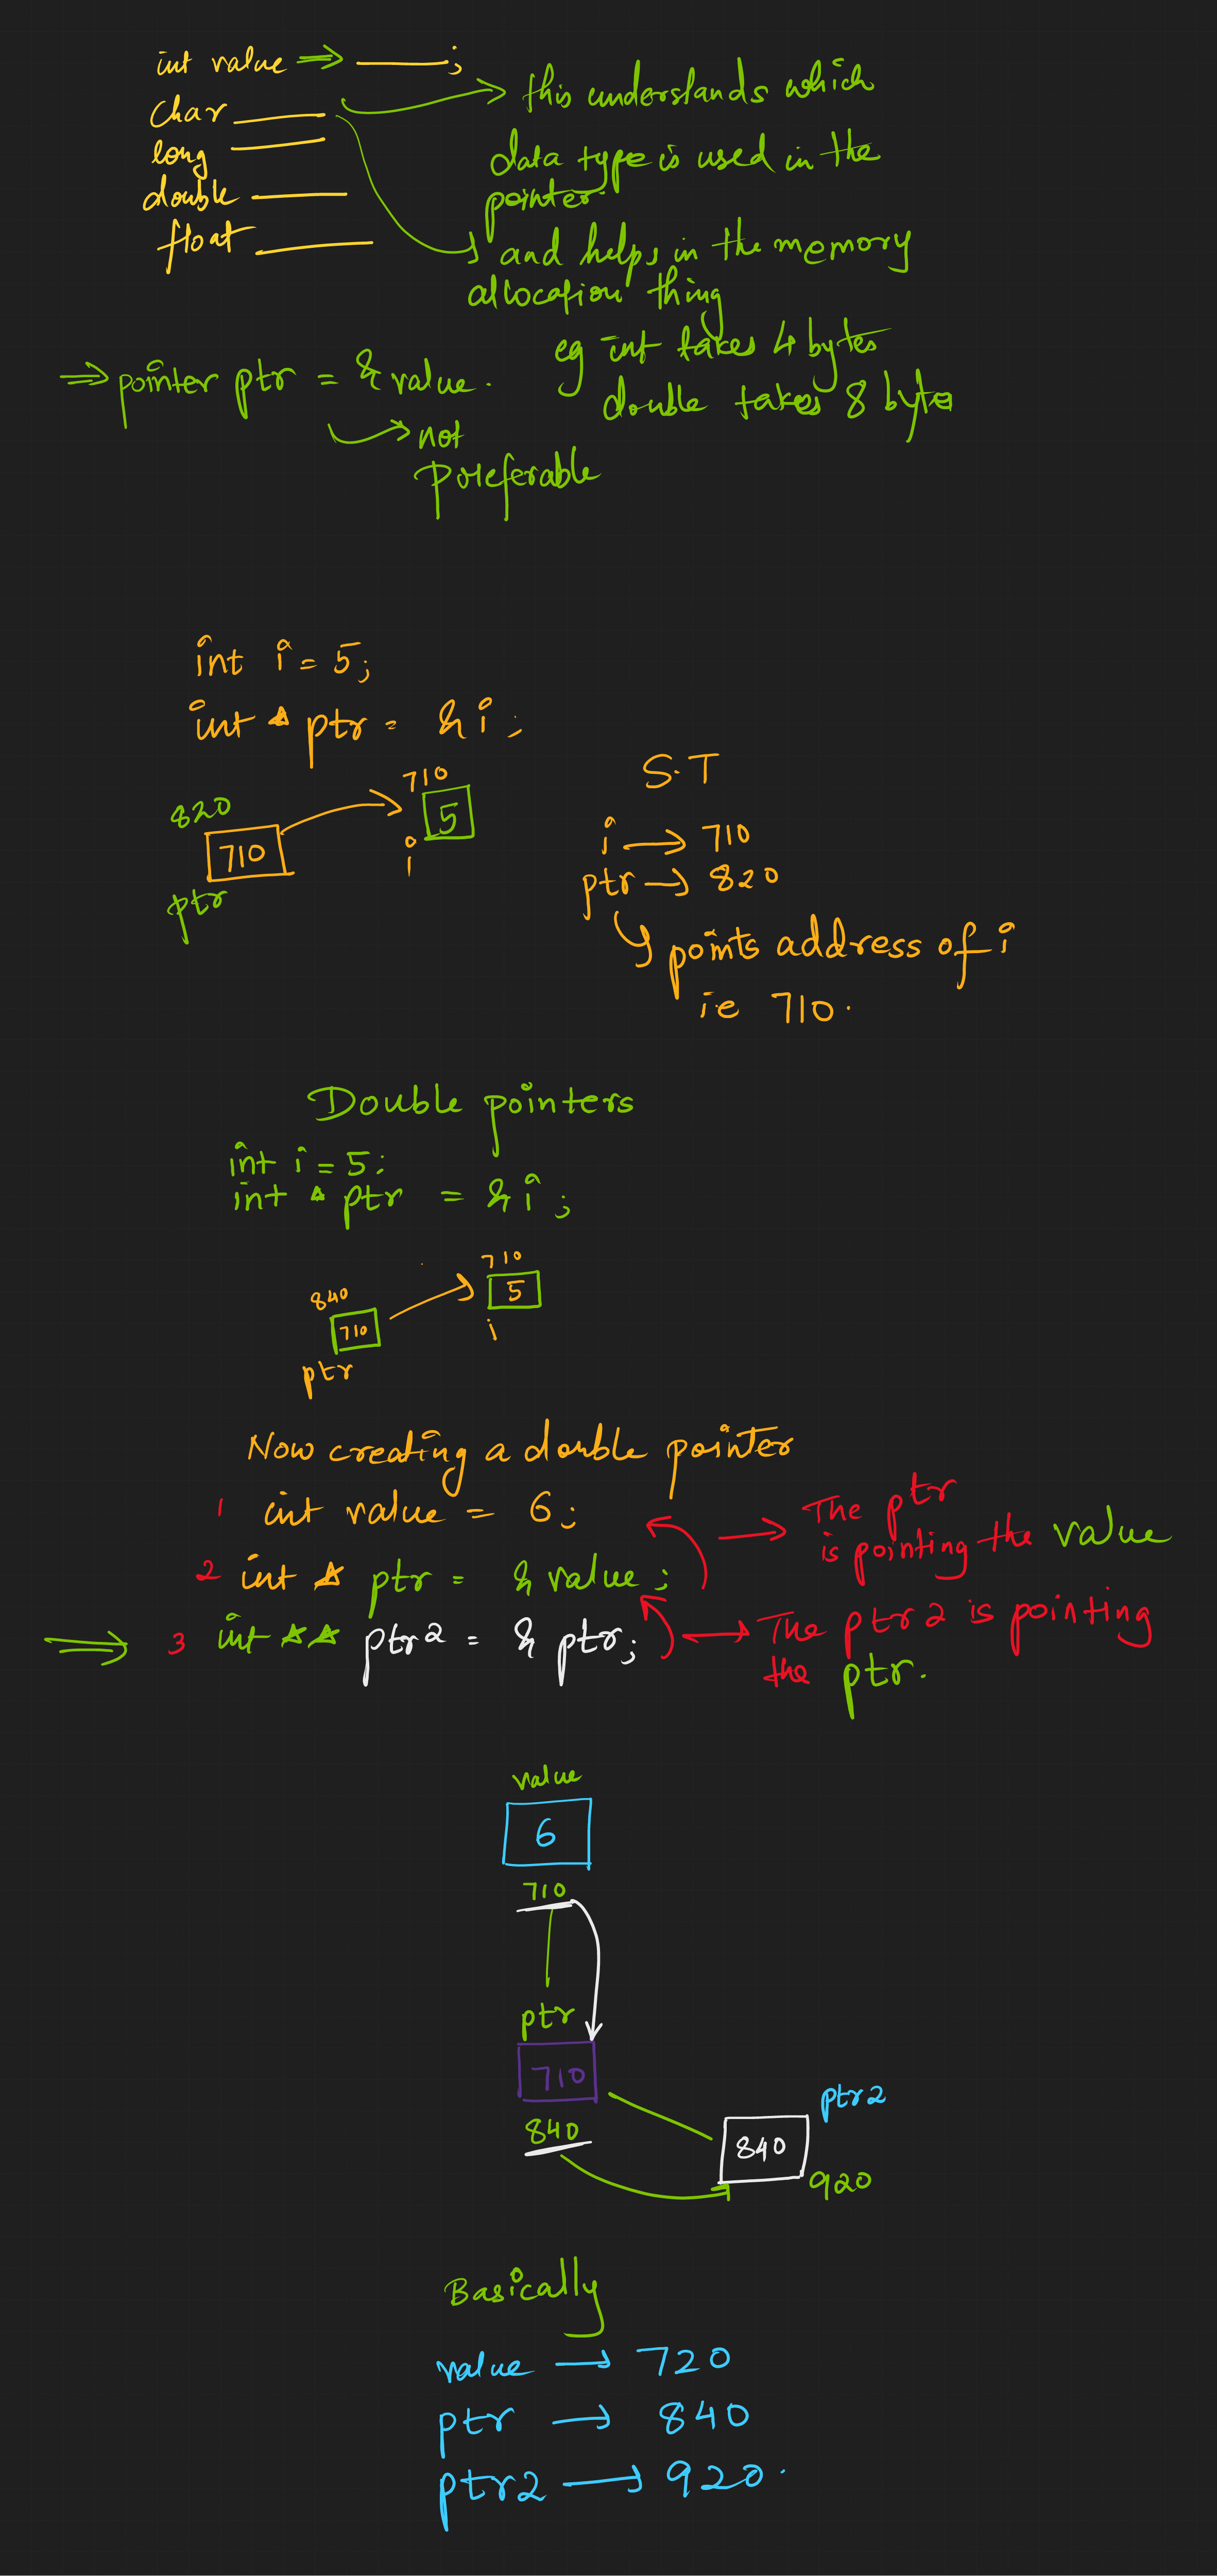 int value ⇒ ____;
Char ____
long ____
double ____
float ____
→ this understands which
data type is used in the
pointer.
→ and helps in the memory
allocation thing
eg int takes 4 bytes
double takes 8 byte
⇒ pointer ptr = & value.
→ not
Preferable
int i = 5;
int * ptr = & i;
820
710
ptr
710
5
i
S.T
i → 710
ptr → 820
↳ points address of i
ie 710.
Double pointers
int i = 5;
int * ptr = & i;
840
710
ptr
710
5
i
Now creating a double pointer
1 int value = 6;
2 int * ptr = & value;
⇒ 3 int ** ptr2 = & ptr;
→ The ptr
is pointing the value
→ The ptr2 is pointing
the ptr.
value
6
710
ptr
710
840
ptr2
840
920
Basically
value → 720
ptr → 840
ptr2 → 920.